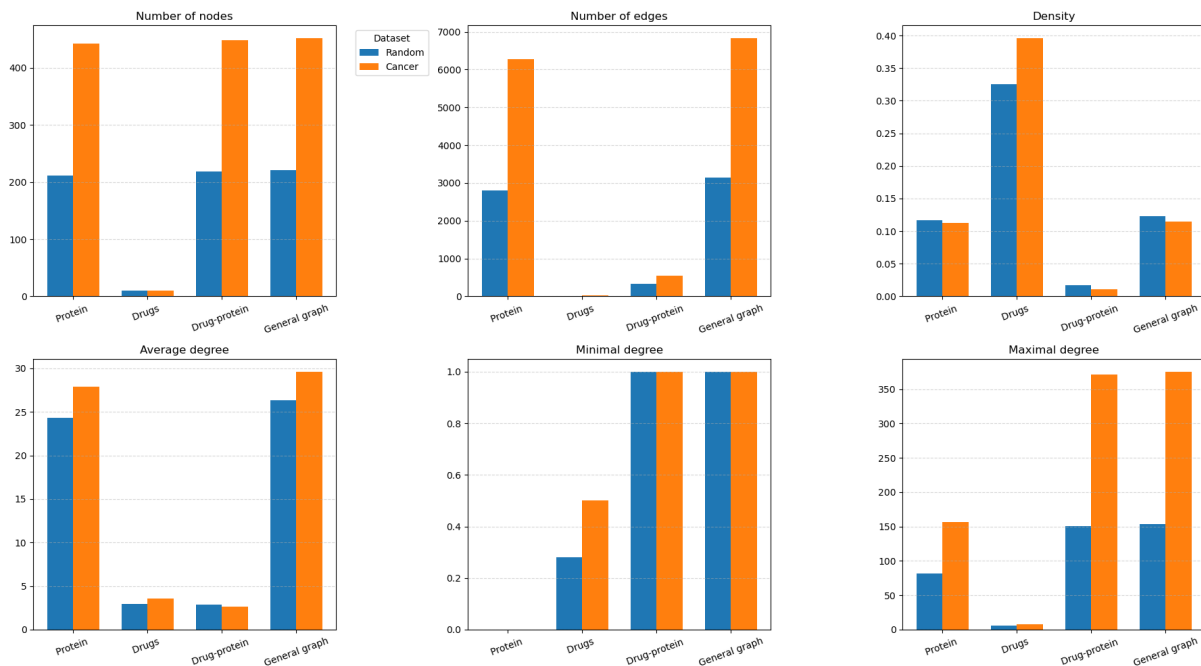 Number of nodes
400
300
200
100
0
Protein
Drugs
Drug-protein
General graph
Dataset
Random
Cancer
Number of edges
7000
6000
5000
4000
3000
2000
1000
0
Protein
Drugs
Drug-protein
General graph
Density
0.40
0.35
0.30
0.25
0.20
0.15
0.10
0.05
0.00
Protein
Drugs
Drug-protein
General graph
Average degree
30
25
20
15
10
5
0
Protein
Drugs
Drug-protein
General graph
Minimal degree
1.0
0.8
0.6
0.4
0.2
0.0
Protein
Drugs
Drug-protein
General graph
Maximal degree
350
300
250
200
150
100
50
0
Protein
Drugs
Drug-protein
General graph